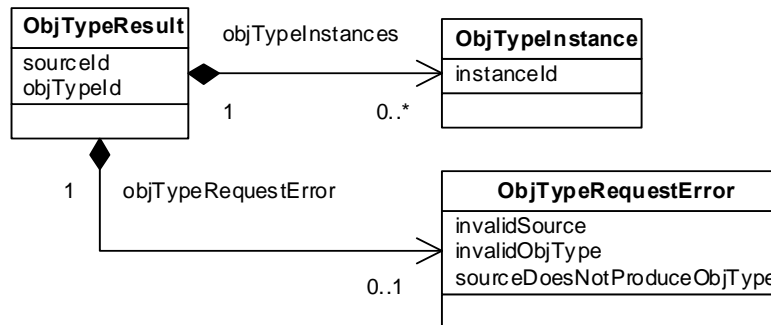 ObjTypeResult
sourceId
objTypeId
objTypeInstances
1
0..*
ObjTypeInstance
instanceId
1
objTypeRequestError
0..1
ObjTypeRequestError
invalidSource
invalidObjType
sourceDoesNotProduceObjType